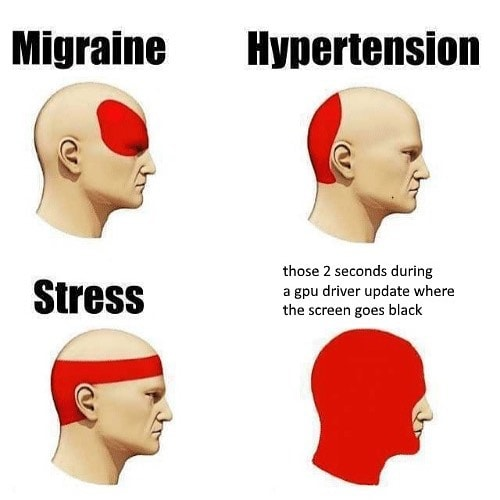 Migraine
Hypertension
Stress
those 2 seconds during
a gpu driver update where
the screen goes black